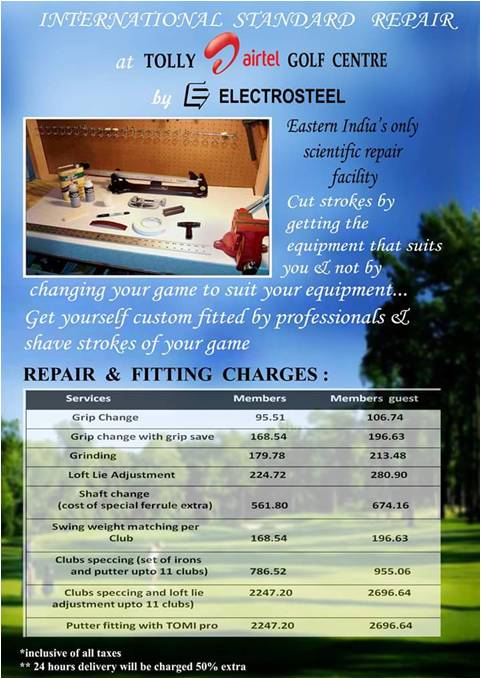 INTERNATIONAL STANDARD REPAIR
at TOLLY airtel GOLF CENTRE
by ELECTROSTEEL
Eastern India's only
scientific repair
facility
Cut strokes by
getting the
equipment that suits
you & not by
changing your game to suit your equipment...
Get yourself custom fitted by professionals &
shave strokes of your game
REPAIR & FITTING CHARGES :
Services Members Members guest
Grip Change 95.51 106.74
Grip change with grip save 168.54 196.63
Grinding 179.78 213.48
Loft Lie Adjustment 224.72 280.90
Shaft change
(cost of special ferrule extra) 561.80 674.16
Swing weight matching per
Club 168.54 196.63
Clubs speccing (set of irons
and putter upto 11 clubs) 786.52 955.06
Clubs speccing and loft lie
adjustment upto 11 clubs) 2247.20 2696.64
Putter fitting with TOMI pro 2247.20 2696.64
*inclusive of all taxes
** 24 hours delivery will be charged 50% extra